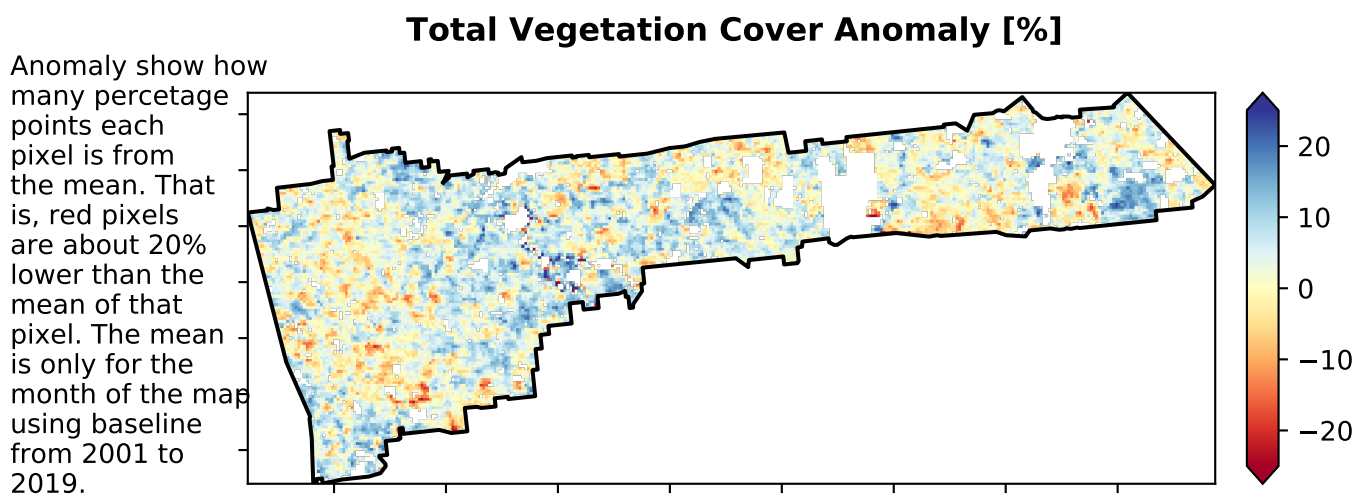 Total Vegetation Cover Anomaly [%]
Anomaly show how
many percetage
points each
pixel is from
the mean. That
is, red pixels
are about 20%
lower than the
mean of that
pixel. The mean
is only for the
month of the map
using baseline
from 2001 to
2019.
20
10
0
−10
−20